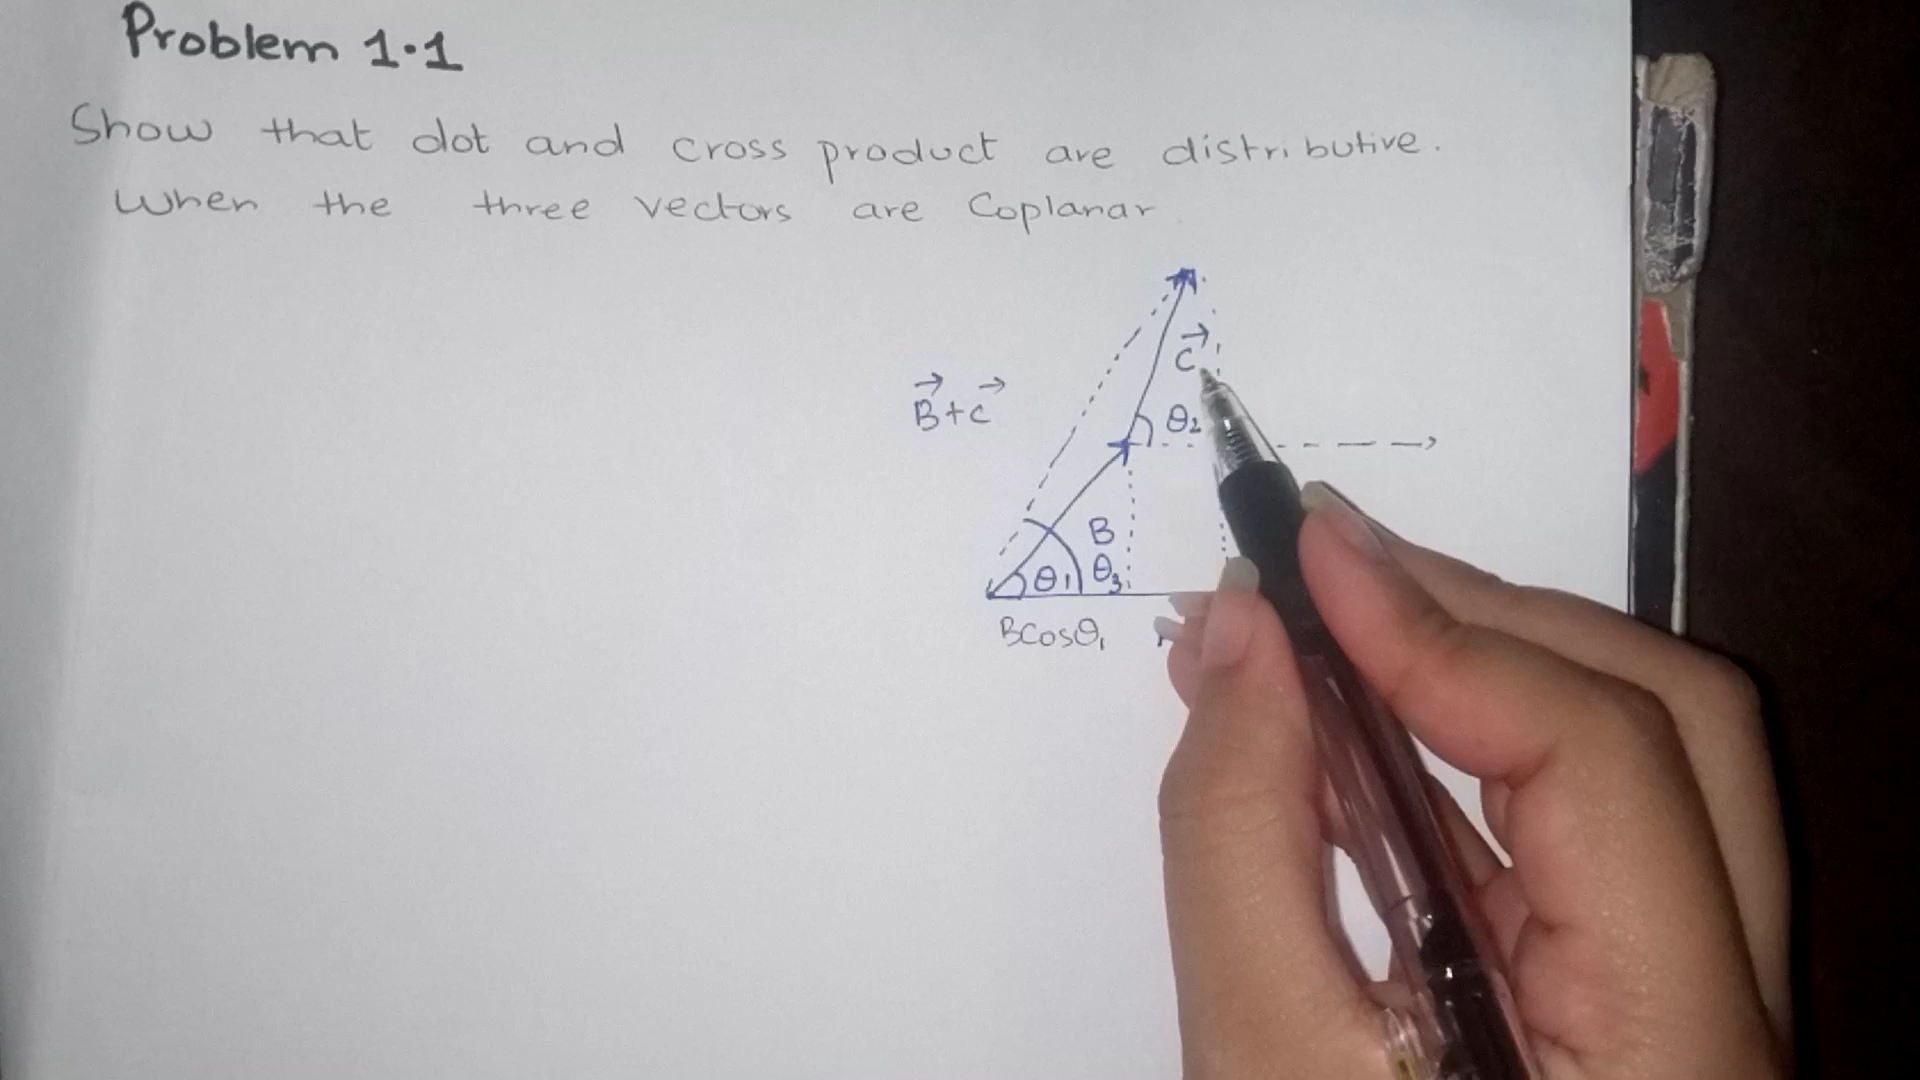 Problem 1.1
Show that dot and cross product are distributive.
When the three vectors are Coplanar
C
B+C
θ2
B
θ1 θ3
BCosθ1